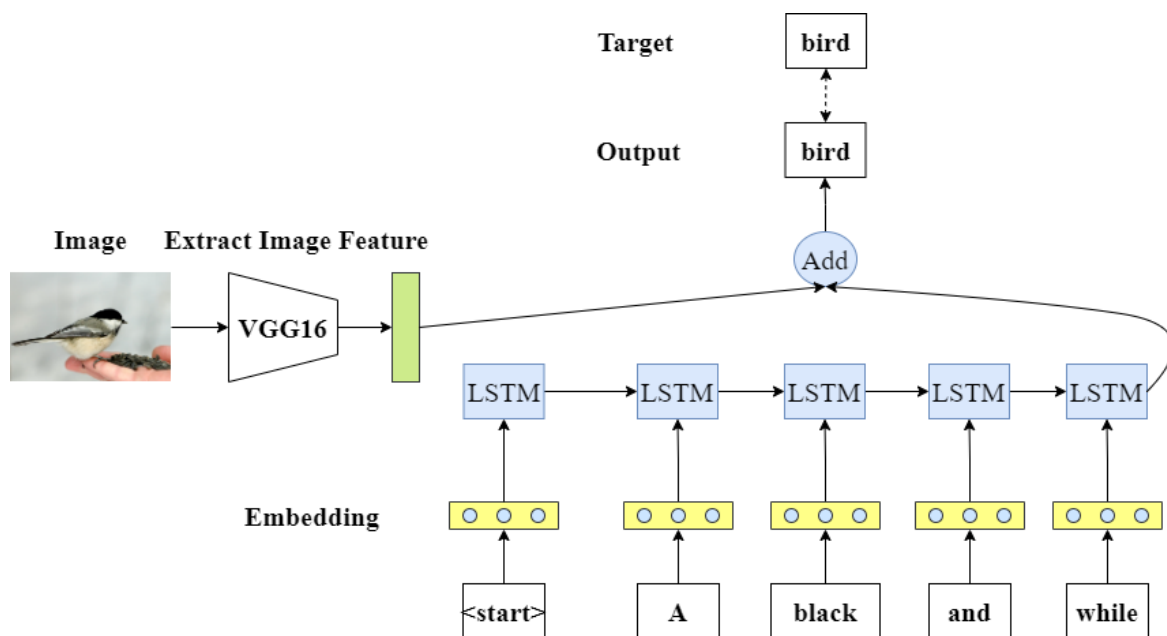 Target
bird
Output
bird
Image
Extract Image Feature
Add
VGG16
LSTM
LSTM
LSTM
LSTM
LSTM
Embedding
<start>
A
black
and
while